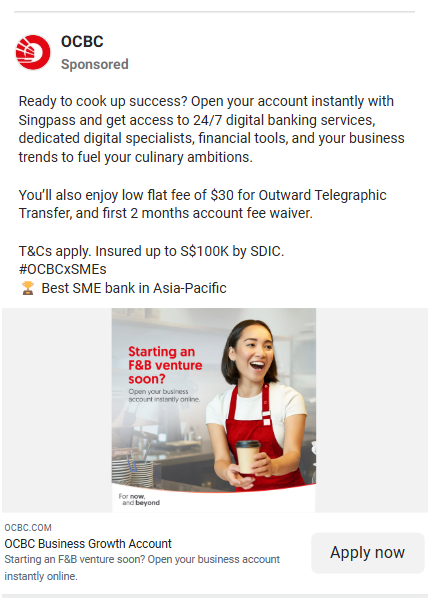 OCBC
Sponsored
Ready to cook up success? Open your account instantly with
Singpass and get access to 24/7 digital banking services,
dedicated digital specialists, financial tools, and your business
trends to fuel your culinary ambitions.
You’ll also enjoy low flat fee of $30 for Outward Telegraphic
Transfer, and first 2 months account fee waiver.
T&Cs apply. Insured up to S$100K by SDIC.
#OCBCxSMEs
🏆 Best SME bank in Asia-Pacific
Starting an
F&B venture
soon?
Open your business
account instantly online.
For now,
and beyond
OCBC.COM
OCBC Business Growth Account
Starting an F&B venture soon? Open your business account
instantly online.
Apply now